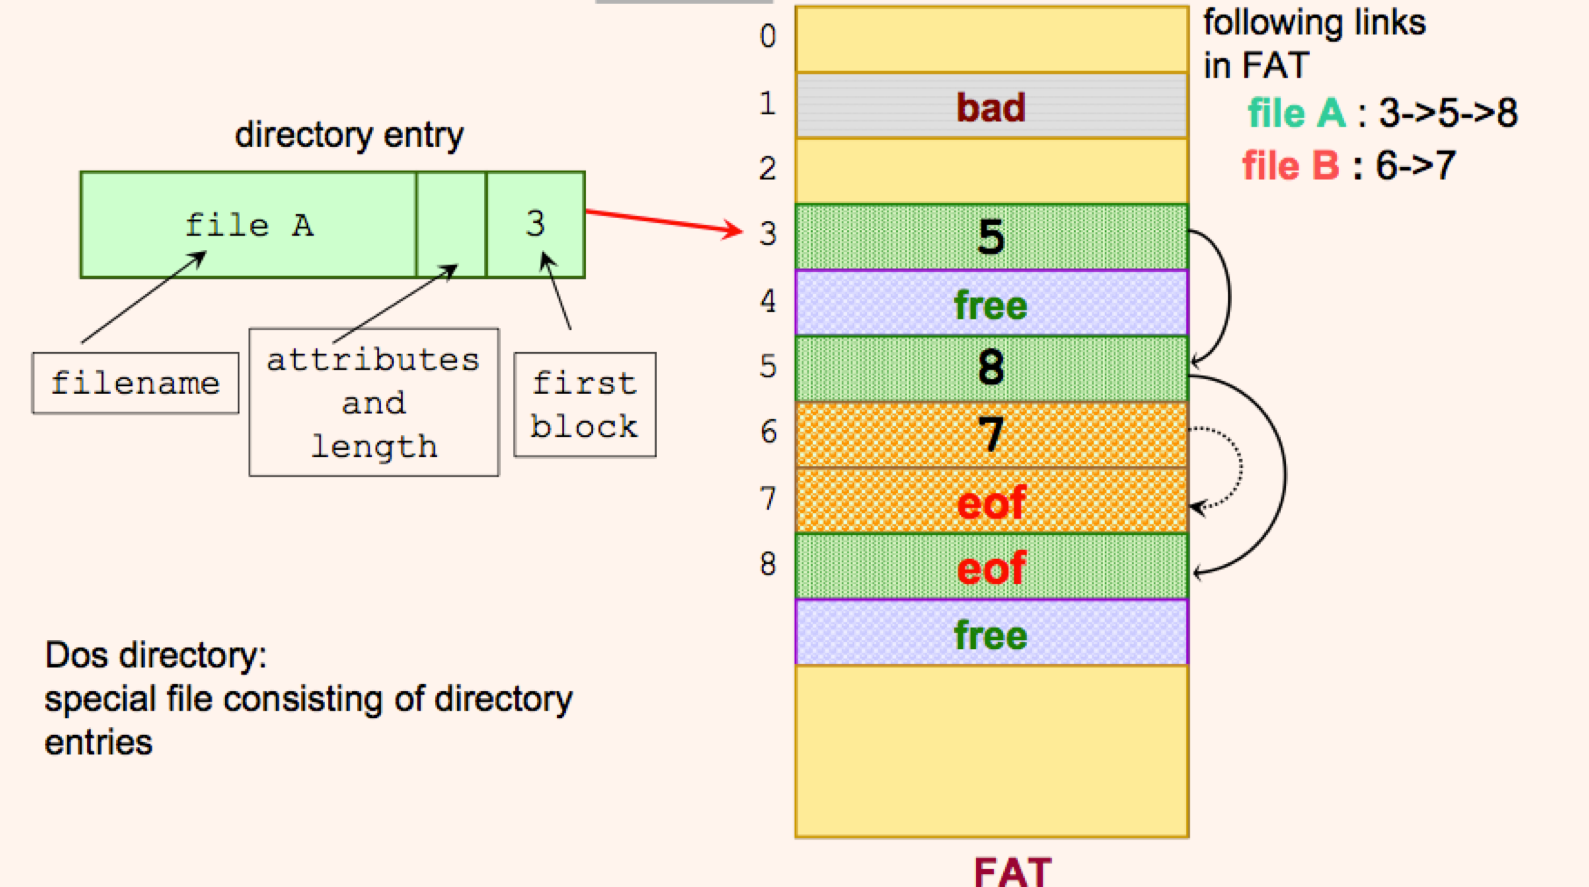 directory entry
file A
3
filename
attributes
and
length
first
block
Dos directory:
special file consisting of directory
entries
0
1
bad
2
3
5
4
free
5
8
6
7
7
eof
8
eof
free
FAT
following links
in FAT
file A : 3->5->8
file B : 6->7